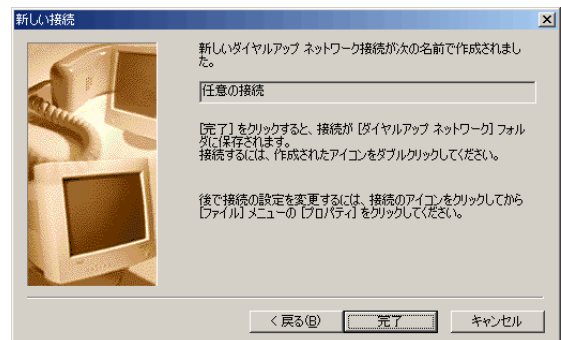 新しい接続
新しいダイヤルアップ ネットワーク接続が次の名前で作成されまし
た。
任意の接続
[完了] をクリックすると、接続が [ダイヤルアップ ネットワーク] フォル
ダに保存されます。
接続するには、作成されたアイコンをダブルクリックしてください。
後で接続の設定を変更するには、接続のアイコンをクリックしてから
[ファイル] メニューの [プロパティ] をクリックしてください。
< 戻る(B)
完了
キャンセル